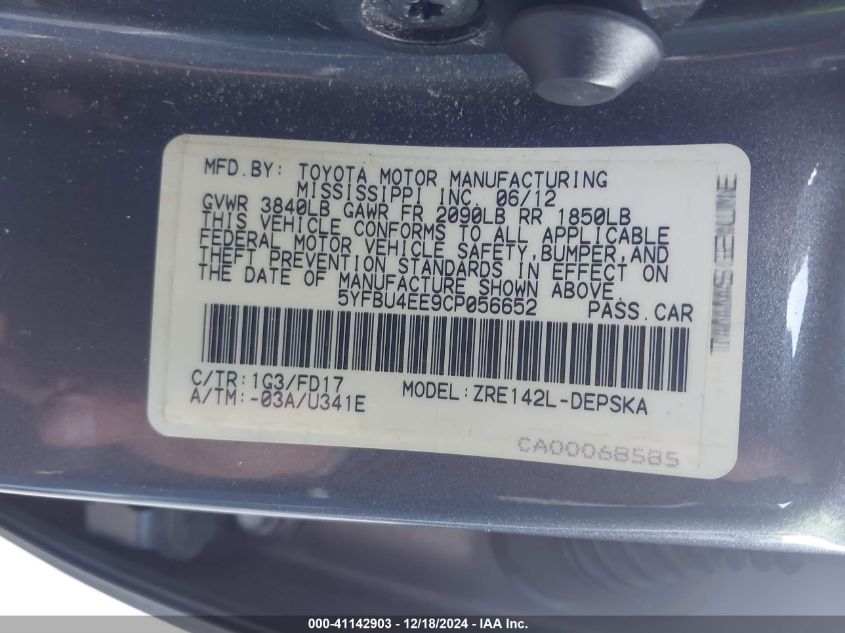 MFD.BY: TOYOTA MOTOR MANUFACTURING
MISSISSIPPI INC. 06/12
GVWR 3840LB GAWR FR 2090LB RR 1850LB
THIS VEHICLE CONFORMS TO ALL APPLICABLE
FEDERAL MOTOR VEHICLE SAFETY,BUMPER,AND
THEFT PREVENTION STANDARDS IN EFFECT ON
THE DATE OF MANUFACTURE SHOWN ABOVE.
5YFBU4EE9CP056652 PASS.CAR
C/TR:1G3/FD17 MODEL:ZRE142L-DEPSKA
A/TM:-03A/U341E
CA00068585
000-41142903 - 12/18/2024 - IAA Inc.